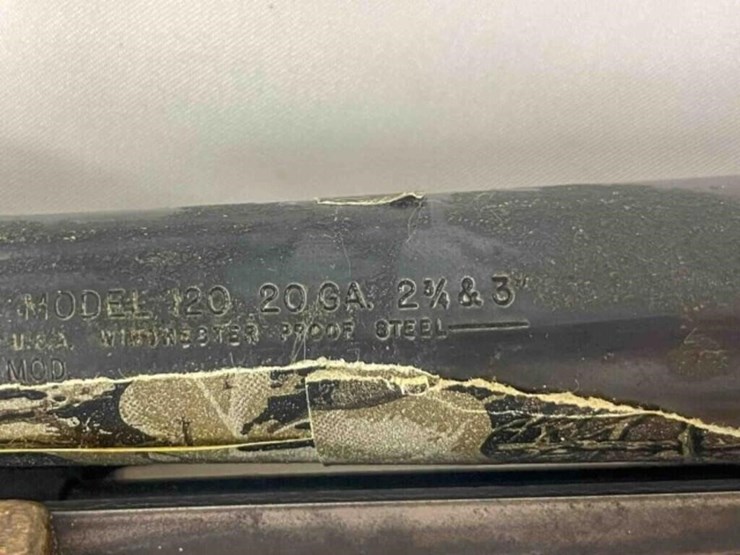 MODEL 120 20 GA. 2¾ & 3"
U.S.A. WINCHESTER PROOF STEEL
MOD.